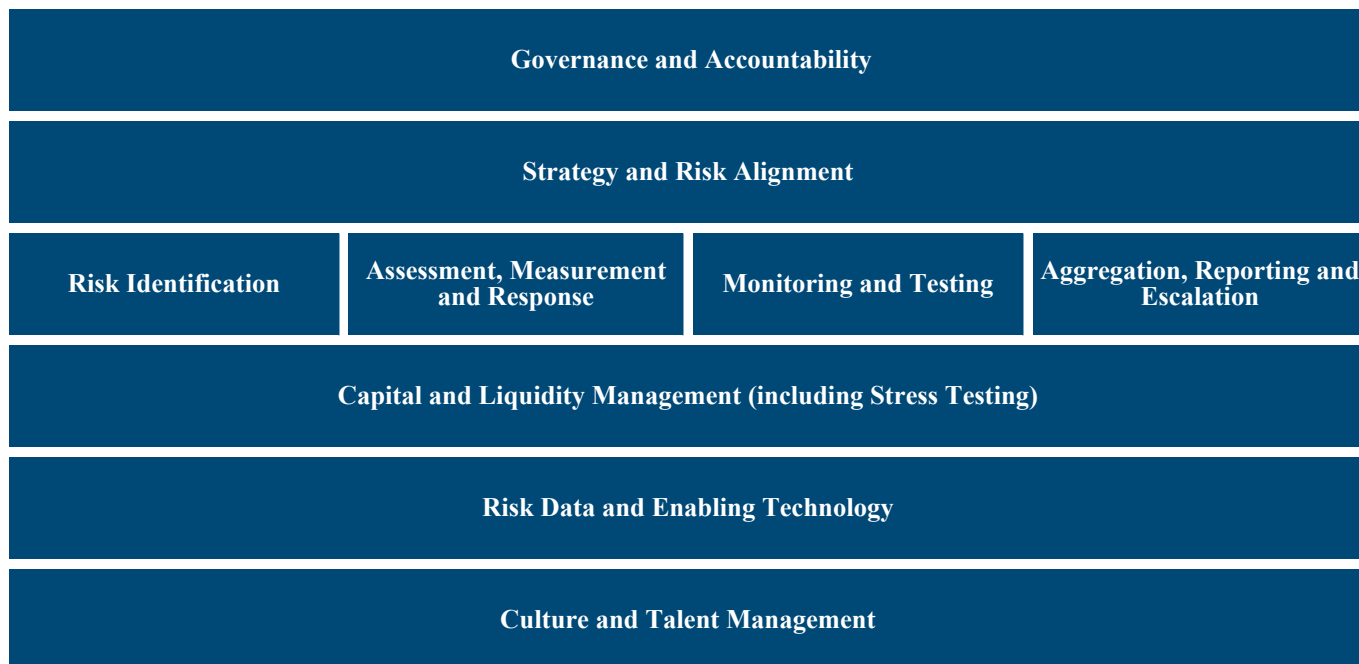 Governance and Accountability
Strategy and Risk Alignment
Risk Identification
Assessment, Measurement
and Response
Monitoring and Testing
Aggregation, Reporting and
Escalation
Capital and Liquidity Management (including Stress Testing)
Risk Data and Enabling Technology
Culture and Talent Management